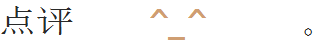 点评 ^_^ 。